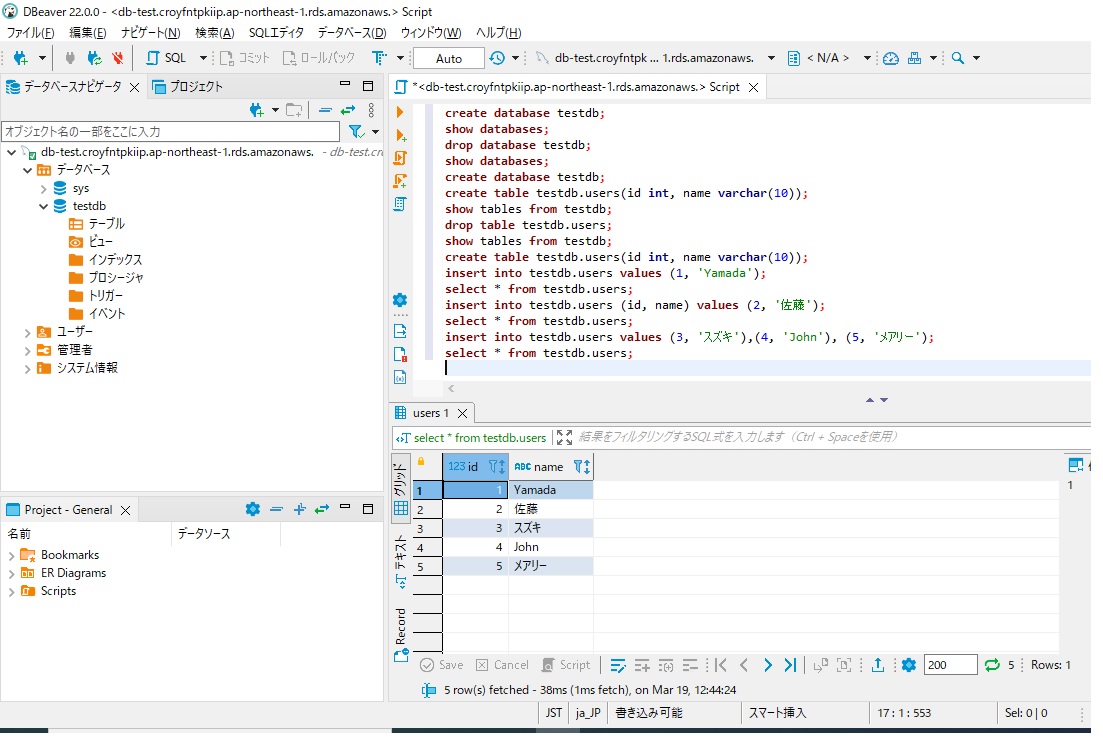 DBeaver 22.0.0 - <db-test.croyfntpkiip.ap-northeast-1.rds.amazonaws.> Script
ファイル(F) 編集(E) ナビゲート(N) 検索(A) SQLエディタ データベース(D) ウィンドウ(W) ヘルプ(H)
SQL コミット ロールバック Auto db-test.croyfntpk ... 1.rds.amazonaws. < N/A >
データベースナビゲータ プロジェクト
オブジェクト名の一部をここに入力
db-test.croyfntpkiip.ap-northeast-1.rds.amazonaws. - db-test.cr
データベース
sys
testdb
テーブル
ビュー
インデックス
プロシージャ
トリガー
イベント
ユーザー
管理者
システム情報
Project - General
名前 データソース
Bookmarks
ER Diagrams
Scripts
*<db-test.croyfntpkiip.ap-northeast-1.rds.amazonaws.> Script
create database testdb;
show databases;
drop database testdb;
show databases;
create database testdb;
create table testdb.users(id int, name varchar(10));
show tables from testdb;
drop table testdb.users;
show tables from testdb;
create table testdb.users(id int, name varchar(10));
insert into testdb.users values (1, 'Yamada');
select * from testdb.users;
insert into testdb.users (id, name) values (2, '佐藤');
select * from testdb.users;
insert into testdb.users values (3, 'スズキ'),(4, 'John'), (5, 'メアリー');
select * from testdb.users;
users 1
select * from testdb.users 結果をフィルタリングするSQL式を入力します (Ctrl + Spaceを使用)
グリッド
テキスト
Record
123 id ABC name
1 1 Yamada
2 2 佐藤
3 3 スズキ
4 4 John
5 5 メアリー
1
Save Cancel Script 200 5 Rows: 1
5 row(s) fetched - 38ms (1ms fetch), on Mar 19, 12:44:24
JST ja_JP 書き込み可能 スマート挿入 17 : 1 : 553 Sel: 0 | 0